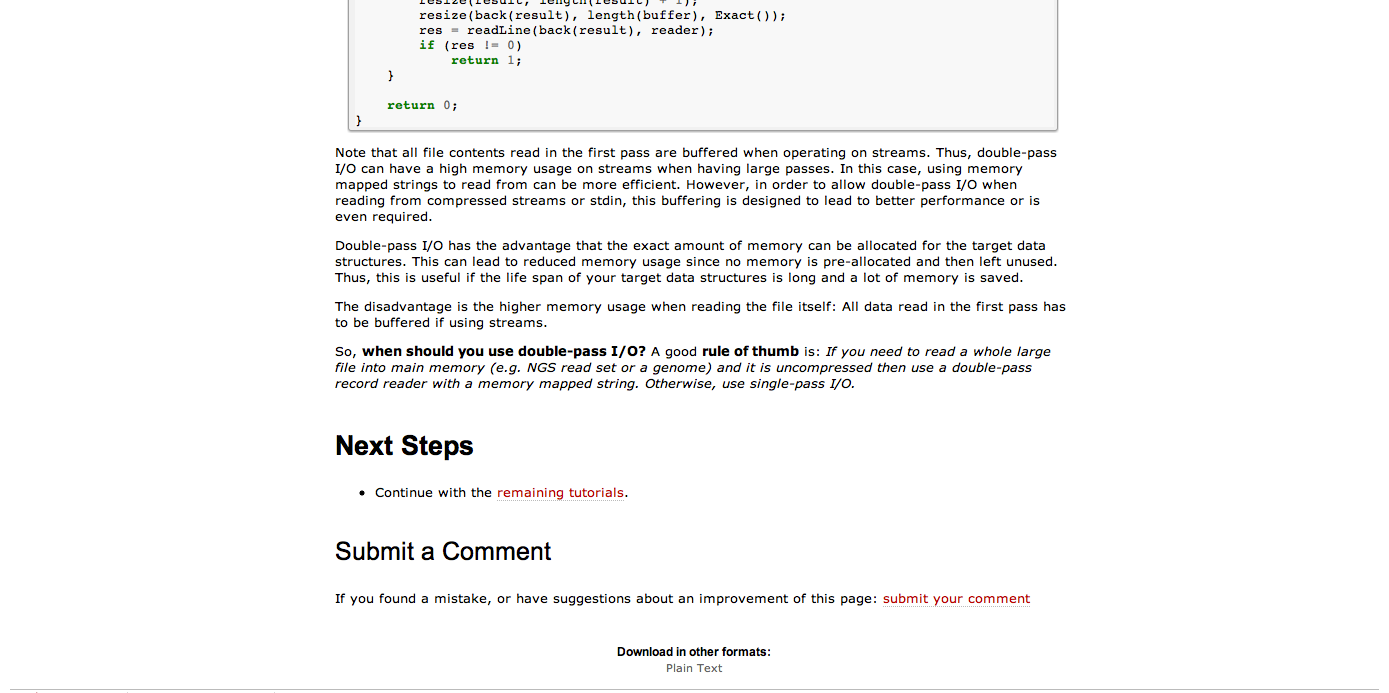 resize(result, length(result) + 1);
resize(back(result), length(buffer), Exact());
res = readLine(back(result), reader);
if (res != 0)
return 1;
}
return 0;
}
Note that all file contents read in the first pass are buffered when operating on streams. Thus, double-pass
I/O can have a high memory usage on streams when having large passes. In this case, using memory
mapped strings to read from can be more efficient. However, in order to allow double-pass I/O when
reading from compressed streams or stdin, this buffering is designed to lead to better performance or is
even required.
Double-pass I/O has the advantage that the exact amount of memory can be allocated for the target data
structures. This can lead to reduced memory usage since no memory is pre-allocated and then left unused.
Thus, this is useful if the life span of your target data structures is long and a lot of memory is saved.
The disadvantage is the higher memory usage when reading the file itself: All data read in the first pass has
to be buffered if using streams.
So, when should you use double-pass I/O? A good rule of thumb is: If you need to read a whole large
file into main memory (e.g. NGS read set or a genome) and it is uncompressed then use a double-pass
record reader with a memory mapped string. Otherwise, use single-pass I/O.
Next Steps
• Continue with the remaining tutorials.
Submit a Comment
If you found a mistake, or have suggestions about an improvement of this page: submit your comment
Download in other formats:
Plain Text